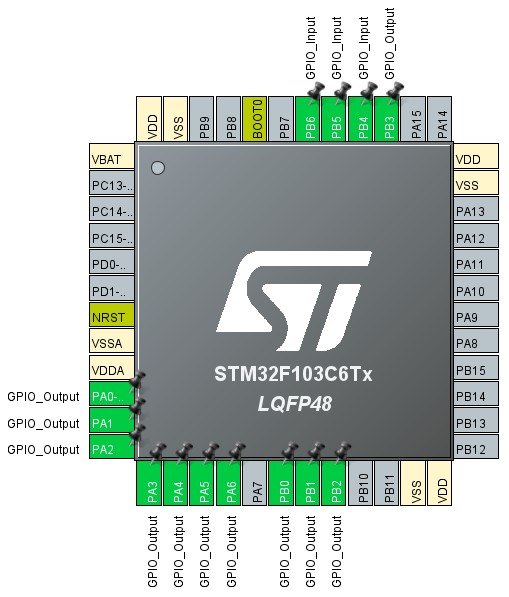 GPIO_Input
GPIO_Input
GPIO_Input
GPIO_Output
VDD
VSS
PB9
PB8
BOOT0
PB7
PB6
PB5
PB4
PB3
PA15
PA14
VBAT
PC13-..
PC14-..
PC15-..
PD0-..
PD1-..
NRST
VSSA
VDDA
GPIO_Output PA0-..
GPIO_Output PA1
GPIO_Output PA2
VDD
VSS
PA13
PA12
PA11
PA10
PA9
PA8
PB15
PB14
PB13
PB12
ST
STM32F103C6Tx
LQFP48
PA3
PA4
PA5
PA6
PA7
PB0
PB1
PB2
PB10
PB11
VSS
VDD
GPIO_Output
GPIO_Output
GPIO_Output
GPIO_Output
GPIO_Output
GPIO_Output
GPIO_Output